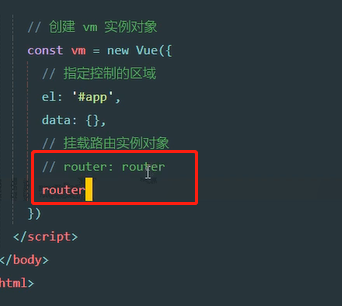 // 创建 vm 实例对象
const vm = new Vue({
// 指定控制的区域
el: '#app',
data: {},
// 挂载路由实例对象
// router: router
router
})
</script>
</body>
html>